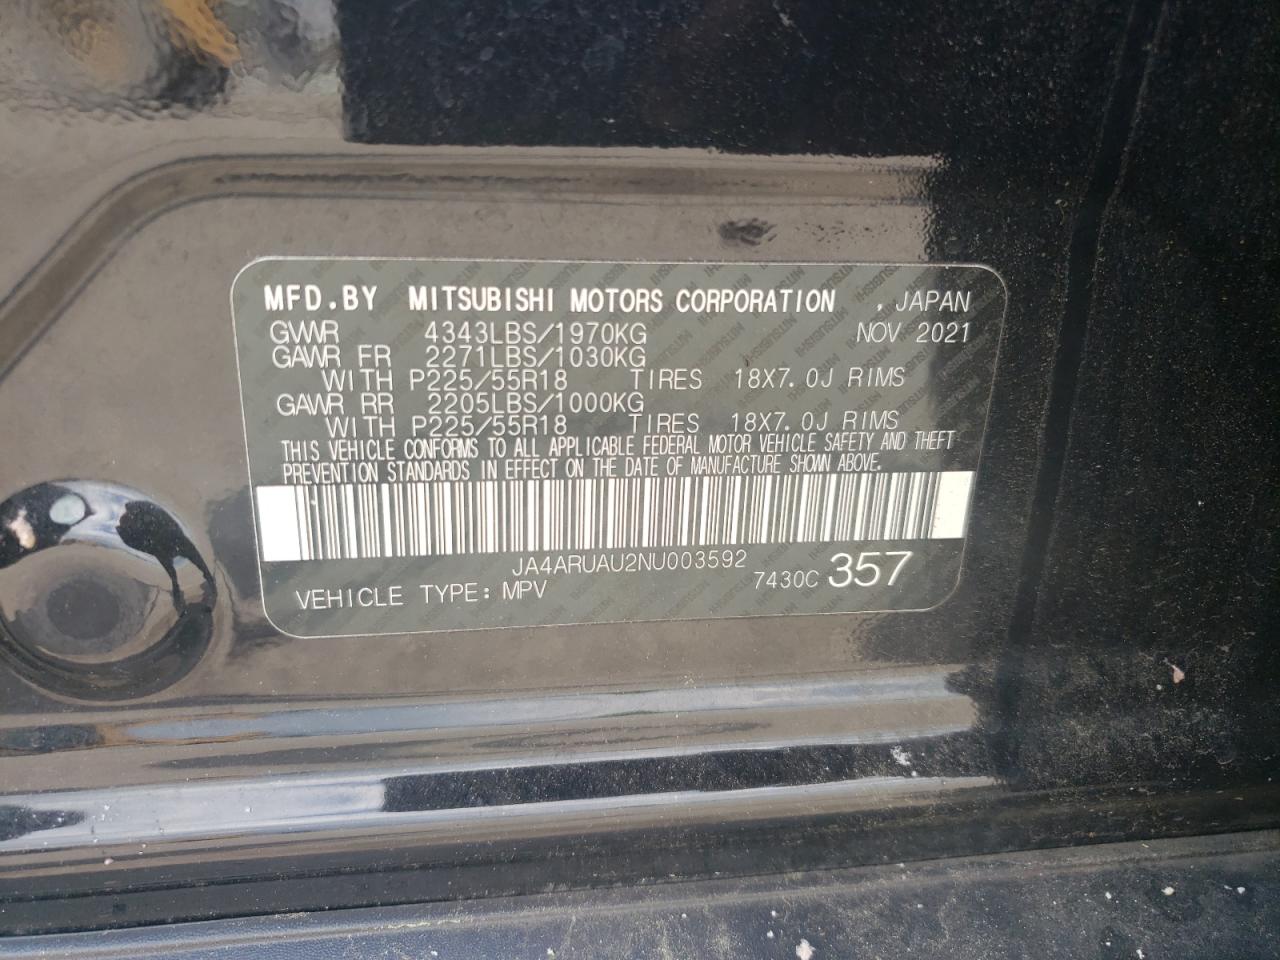 MFD.BY MITSUBISHI MOTORS CORPORATION , JAPAN
GVWR 4343LBS/1970KG NOV 2021
GAWR FR 2271LBS/1030KG
WITH P225/55R18 TIRES 18X7.0J RIMS
GAWR RR 2205LBS/1000KG
WITH P225/55R18 TIRES 18X7.0J RIMS
THIS VEHICLE CONFORMS TO ALL APPLICABLE FEDERAL MOTOR VEHICLE SAFETY AND THEFT
PREVENTION STANDARDS IN EFFECT ON THE DATE OF MANUFACTURE SHOWN ABOVE.
JA4ARUAU2NU003592
VEHICLE TYPE: MPV 7430C 357